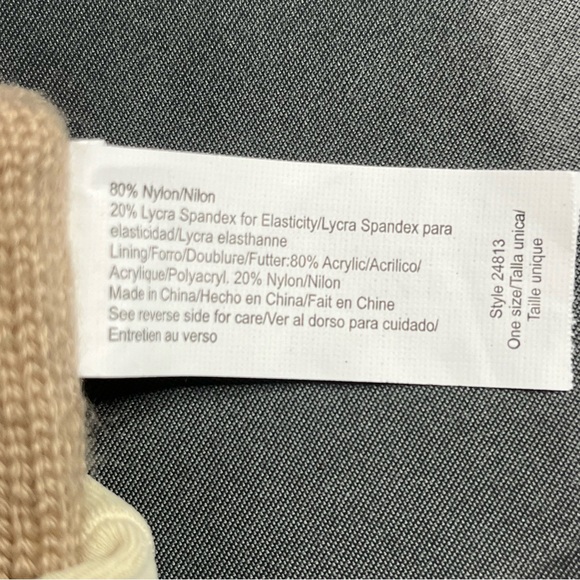 80% Nylon/Nilon
20% Lycra Spandex for Elasticity/Lycra Spandex para
elasticidad/Lycra elasthanne
Lining/Forro/Doublure/Futter:80% Acrylic/Acrilico/
Acrylique/Polyacryl. 20% Nylon/Nilon
Made in China/Hecho en China/Fait en Chine
See reverse side for care/Ver al dorso para cuidado/
Entretien au verso
Style 24813
One size/Talla unica/
Taille unique